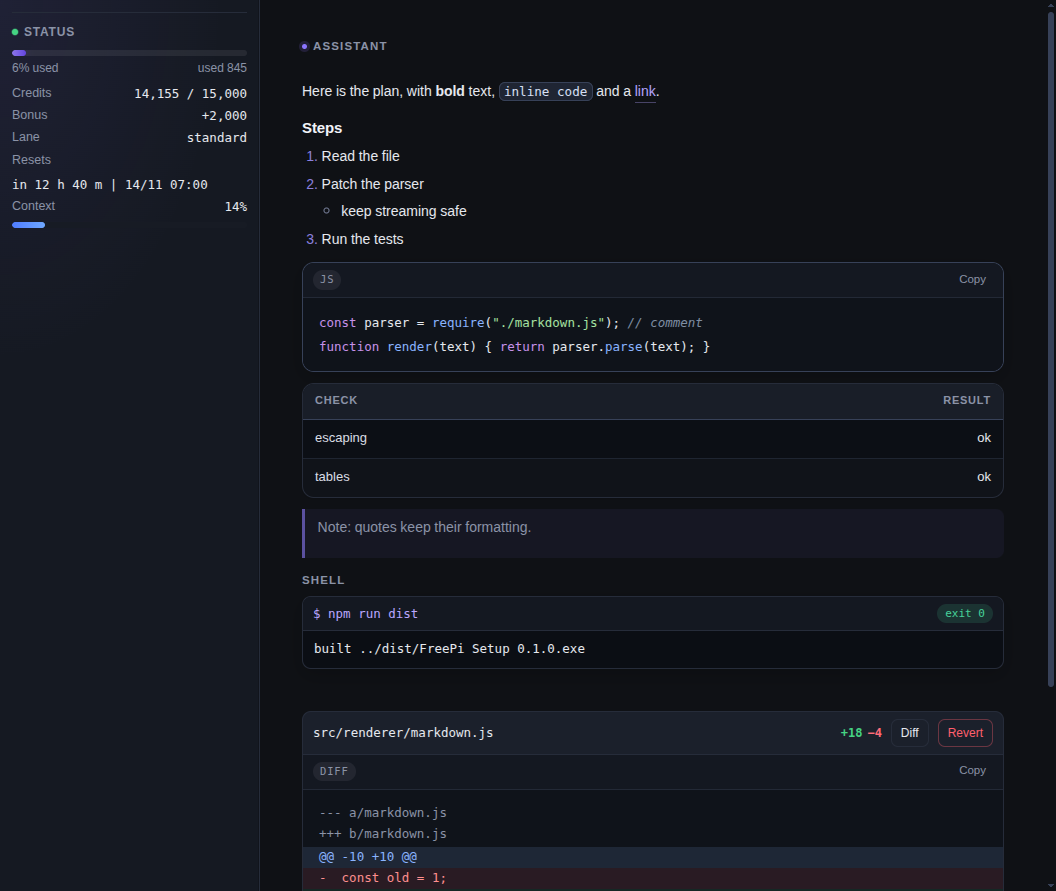 STATUS
6% used used 845
Credits 14,155 / 15,000
Bonus +2,000
Lane standard
Resets
in 12 h 40 m | 14/11 07:00
Context 14%
ASSISTANT
Here is the plan, with bold text, inline code and a link.
Steps
1. Read the file
2. Patch the parser
keep streaming safe
3. Run the tests
JS Copy
const parser = require("./markdown.js"); // comment
function render(text) { return parser.parse(text); }
CHECK RESULT
escaping ok
tables ok
Note: quotes keep their formatting.
SHELL
$ npm run dist exit 0
built ../dist/FreePi Setup 0.1.0.exe
src/renderer/markdown.js +18 −4 Diff Revert
DIFF Copy
--- a/markdown.js
+++ b/markdown.js
@@ -10 +10 @@
-  const old = 1;